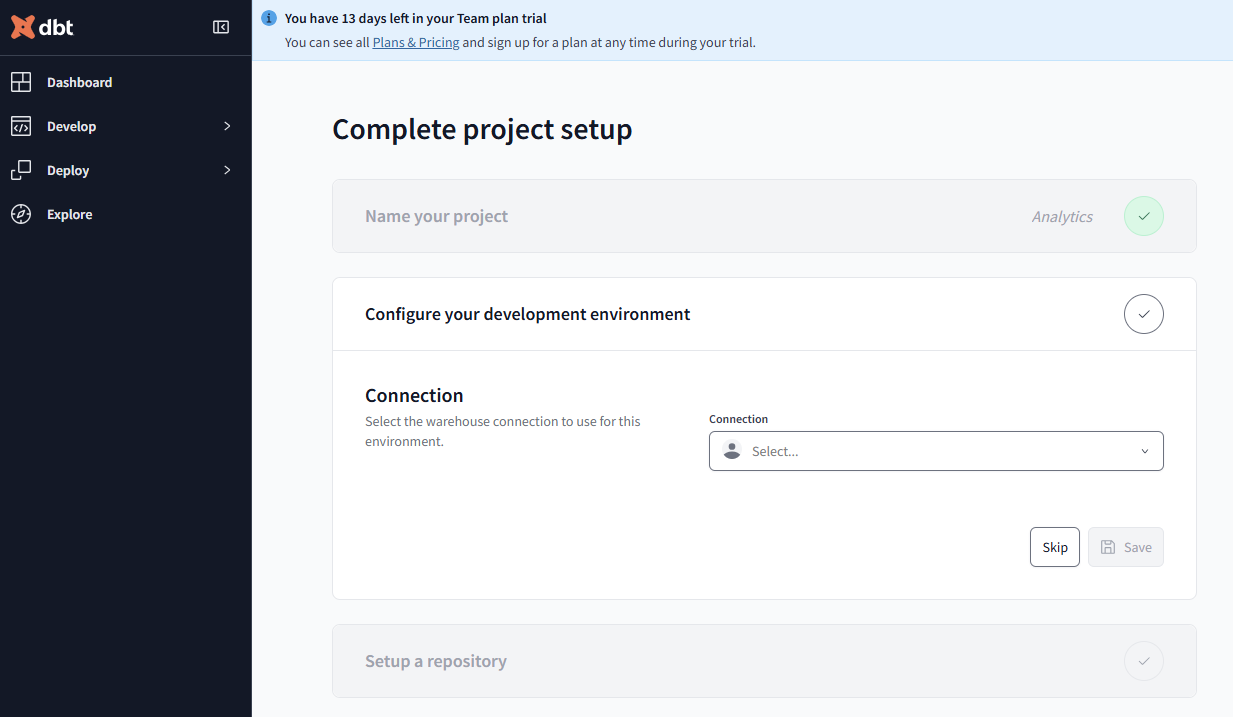 dbt
You have 13 days left in your Team plan trial
You can see all Plans & Pricing and sign up for a plan at any time during your trial.
Dashboard
Develop
Deploy
Explore
Complete project setup
Name your project
Analytics
Configure your development environment
Connection
Select the warehouse connection to use for this
environment.
Connection
Select...
Skip
Save
Setup a repository